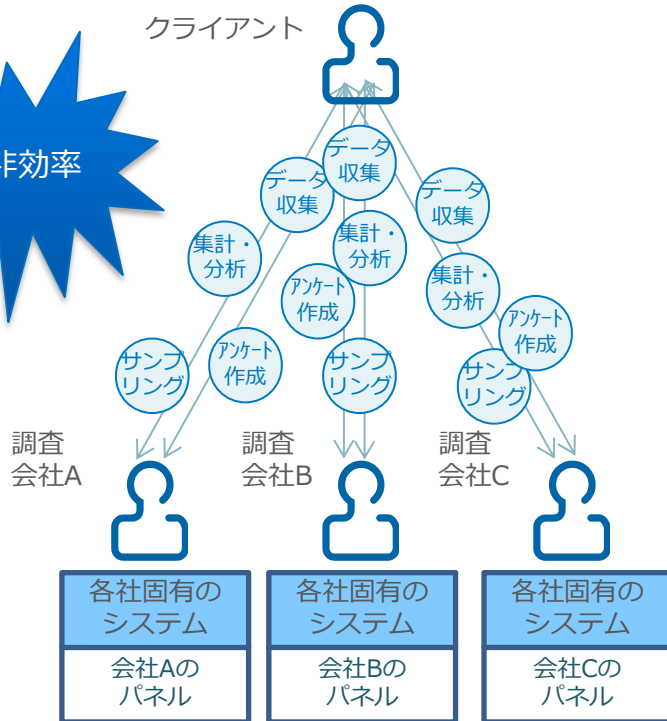 クライアント
非効率
データ
収集
データ
収集
データ
収集
集計・
分析
集計・
分析
集計・
分析
アンケート
作成
アンケート
作成
アンケート
作成
サンプ
リング
サンプ
リング
サンプ
リング
調査
会社A
調査
会社B
調査
会社C
各社固有の
システム
各社固有の
システム
各社固有の
システム
会社Aの
パネル
会社Bの
パネル
会社Cの
パネル